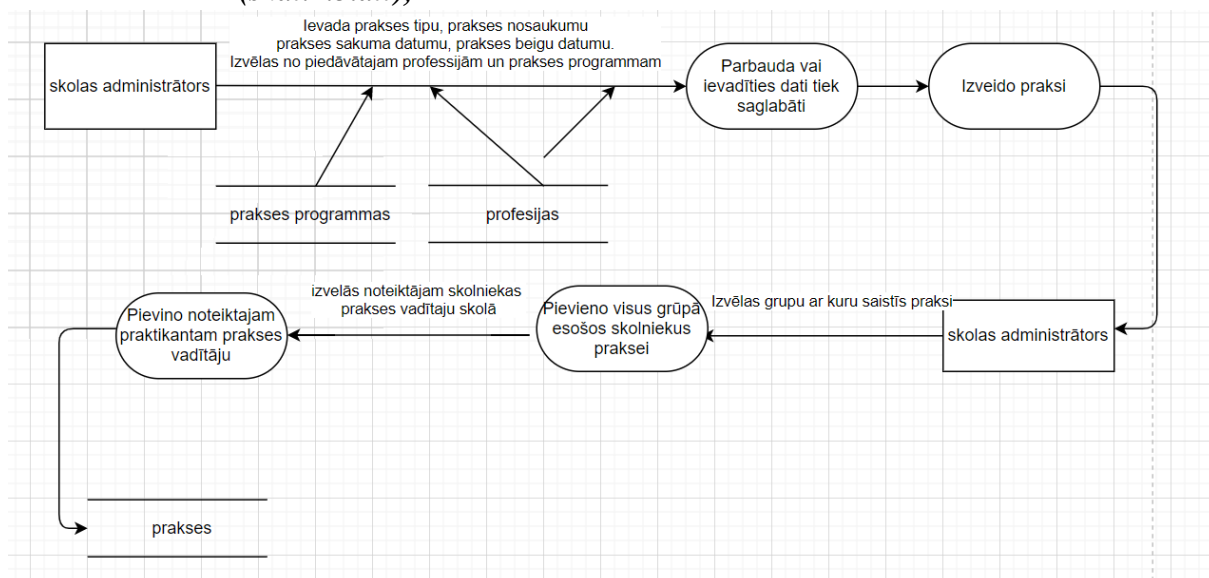 Ievada prakses tipu, prakses nosaukumu
prakses sakuma datumu, prakses beigu datumu.
Izvēlas no piedāvātajam professijām un prakses programmam
skolas administrātors
Parbauda vai
ievadīties dati tiek
saglabāti
Izveido praksi
prakses programmas
profesijas
izvelās noteiktājam skolniekas
prakses vadītaju skolā
Izvēlas grupu ar kuru saistīs praksi
Pievino noteiktajam
praktikantam prakses
vadītāju
Pievieno visus grūpā
esošos skolniekus
praksei
skolas administrātors
prakses